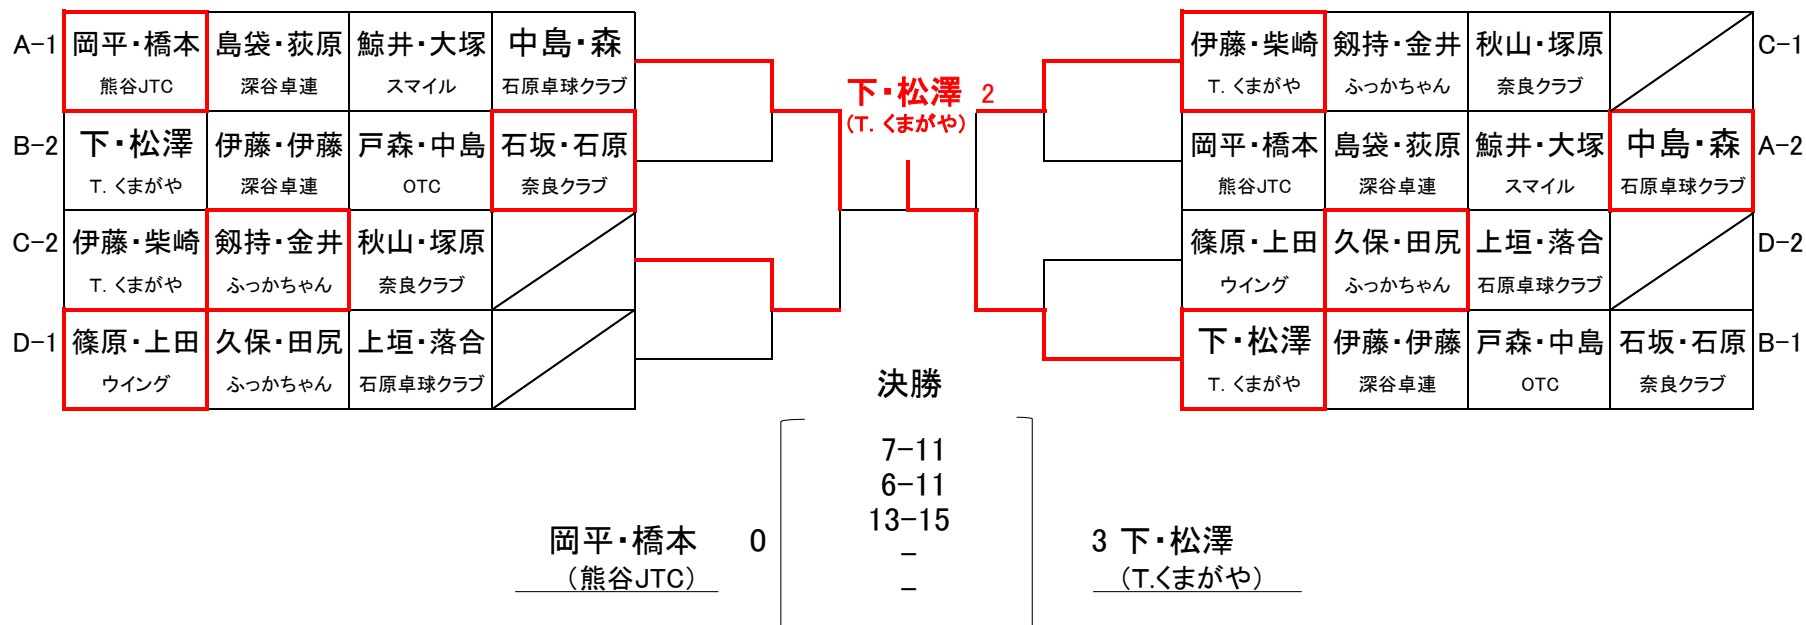 A-1 岡平・橋本 島袋・荻原 鯨井・大塚 中島・森
熊谷JTC 深谷卓連 スマイル 石原卓球クラブ
B-2 下・松澤 伊藤・伊藤 戸森・中島 石坂・石原
T. くまがや 深谷卓連 OTC 奈良クラブ
C-2 伊藤・柴崎 剱持・金井 秋山・塚原
T. くまがや ふっかちゃん 奈良クラブ
D-1 篠原・上田 久保・田尻 上垣・落合
ウイング ふっかちゃん 石原卓球クラブ
下・松澤 2
(T. くまがや)
伊藤・柴崎 剱持・金井 秋山・塚原 C-1
T. くまがや ふっかちゃん 奈良クラブ
岡平・橋本 島袋・荻原 鯨井・大塚 中島・森 A-2
熊谷JTC 深谷卓連 スマイル 石原卓球クラブ
篠原・上田 久保・田尻 上垣・落合 D-2
ウイング ふっかちゃん 石原卓球クラブ
下・松澤 伊藤・伊藤 戸森・中島 石坂・石原 B-1
T. くまがや 深谷卓連 OTC 奈良クラブ
決勝
7-11
6-11
13-15
岡平・橋本 0 - 3 下・松澤
(熊谷JTC) - (T.くまがや)